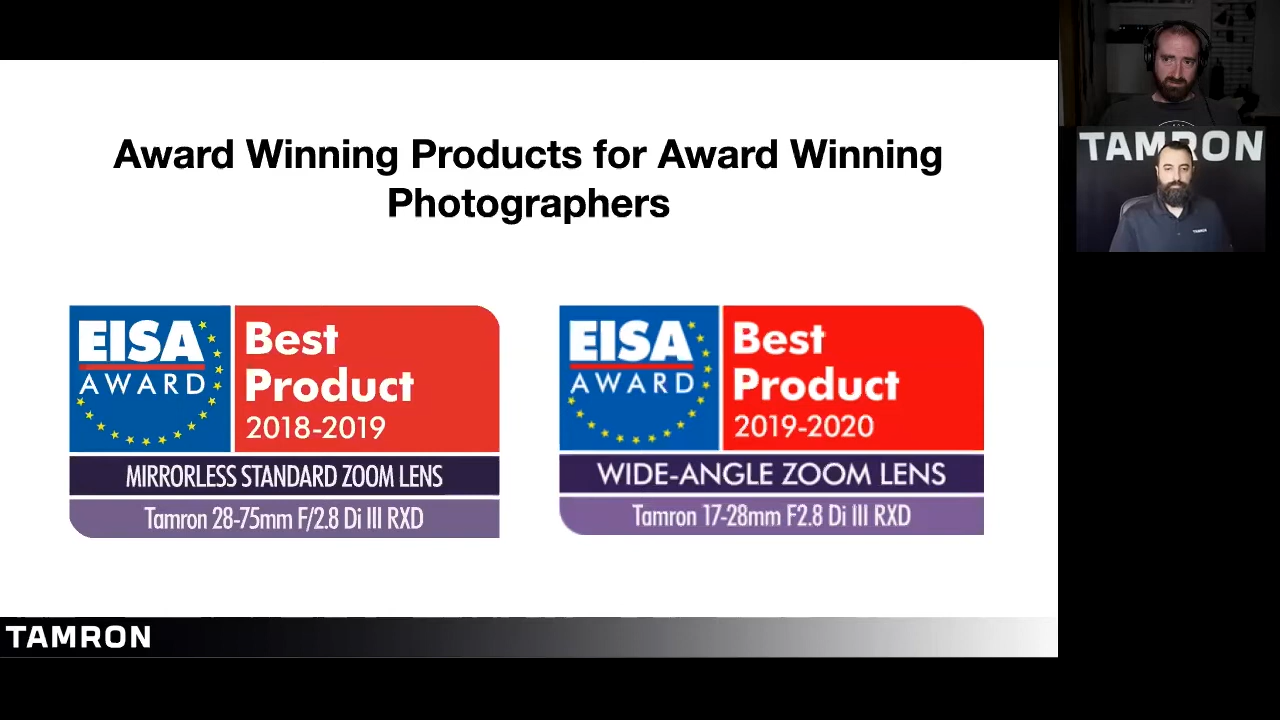 Award Winning Products for Award Winning
Photographers
EISA
AWARD
Best
Product
2018-2019
MIRRORLESS STANDARD ZOOM LENS
Tamron 28-75mm F/2.8 Di III RXD
EISA
AWARD
Best
Product
2019-2020
WIDE-ANGLE ZOOM LENS
Tamron 17-28mm F2.8 Di III RXD
TAMRON
TAMRON
TAMRON